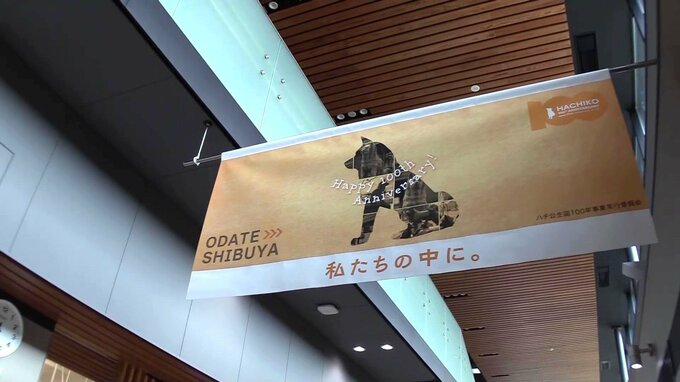 100
HACHIKO
Happy 100th
Anniversary!
ODATE >>>
SHIBUYA
ハチ公生誕100年事業実行委員会
私たちの中に。